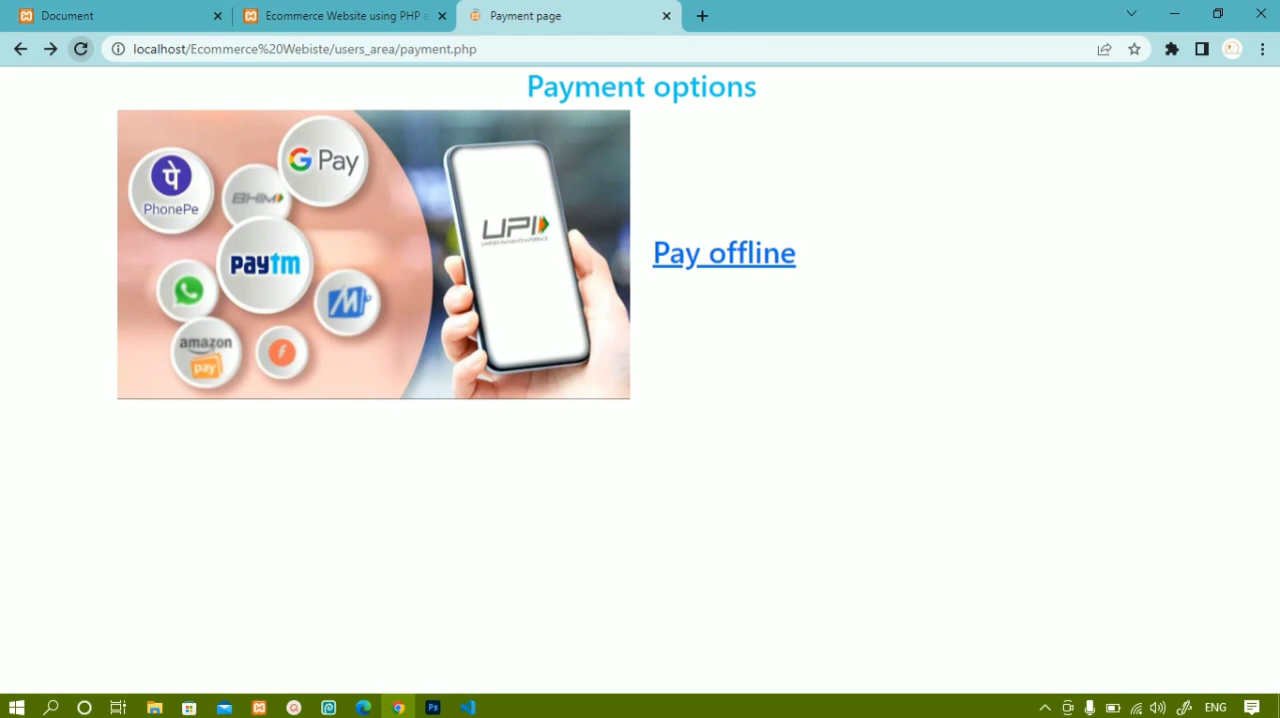 Document
Ecommerce Website using PHP a
Payment page
localhost/Ecommerce%20Webiste/users_area/payment.php
Payment options
पे
PhonePe
BHIM
G Pay
paytm
amazon
pay
UPI
Pay offline
Ps
ENG